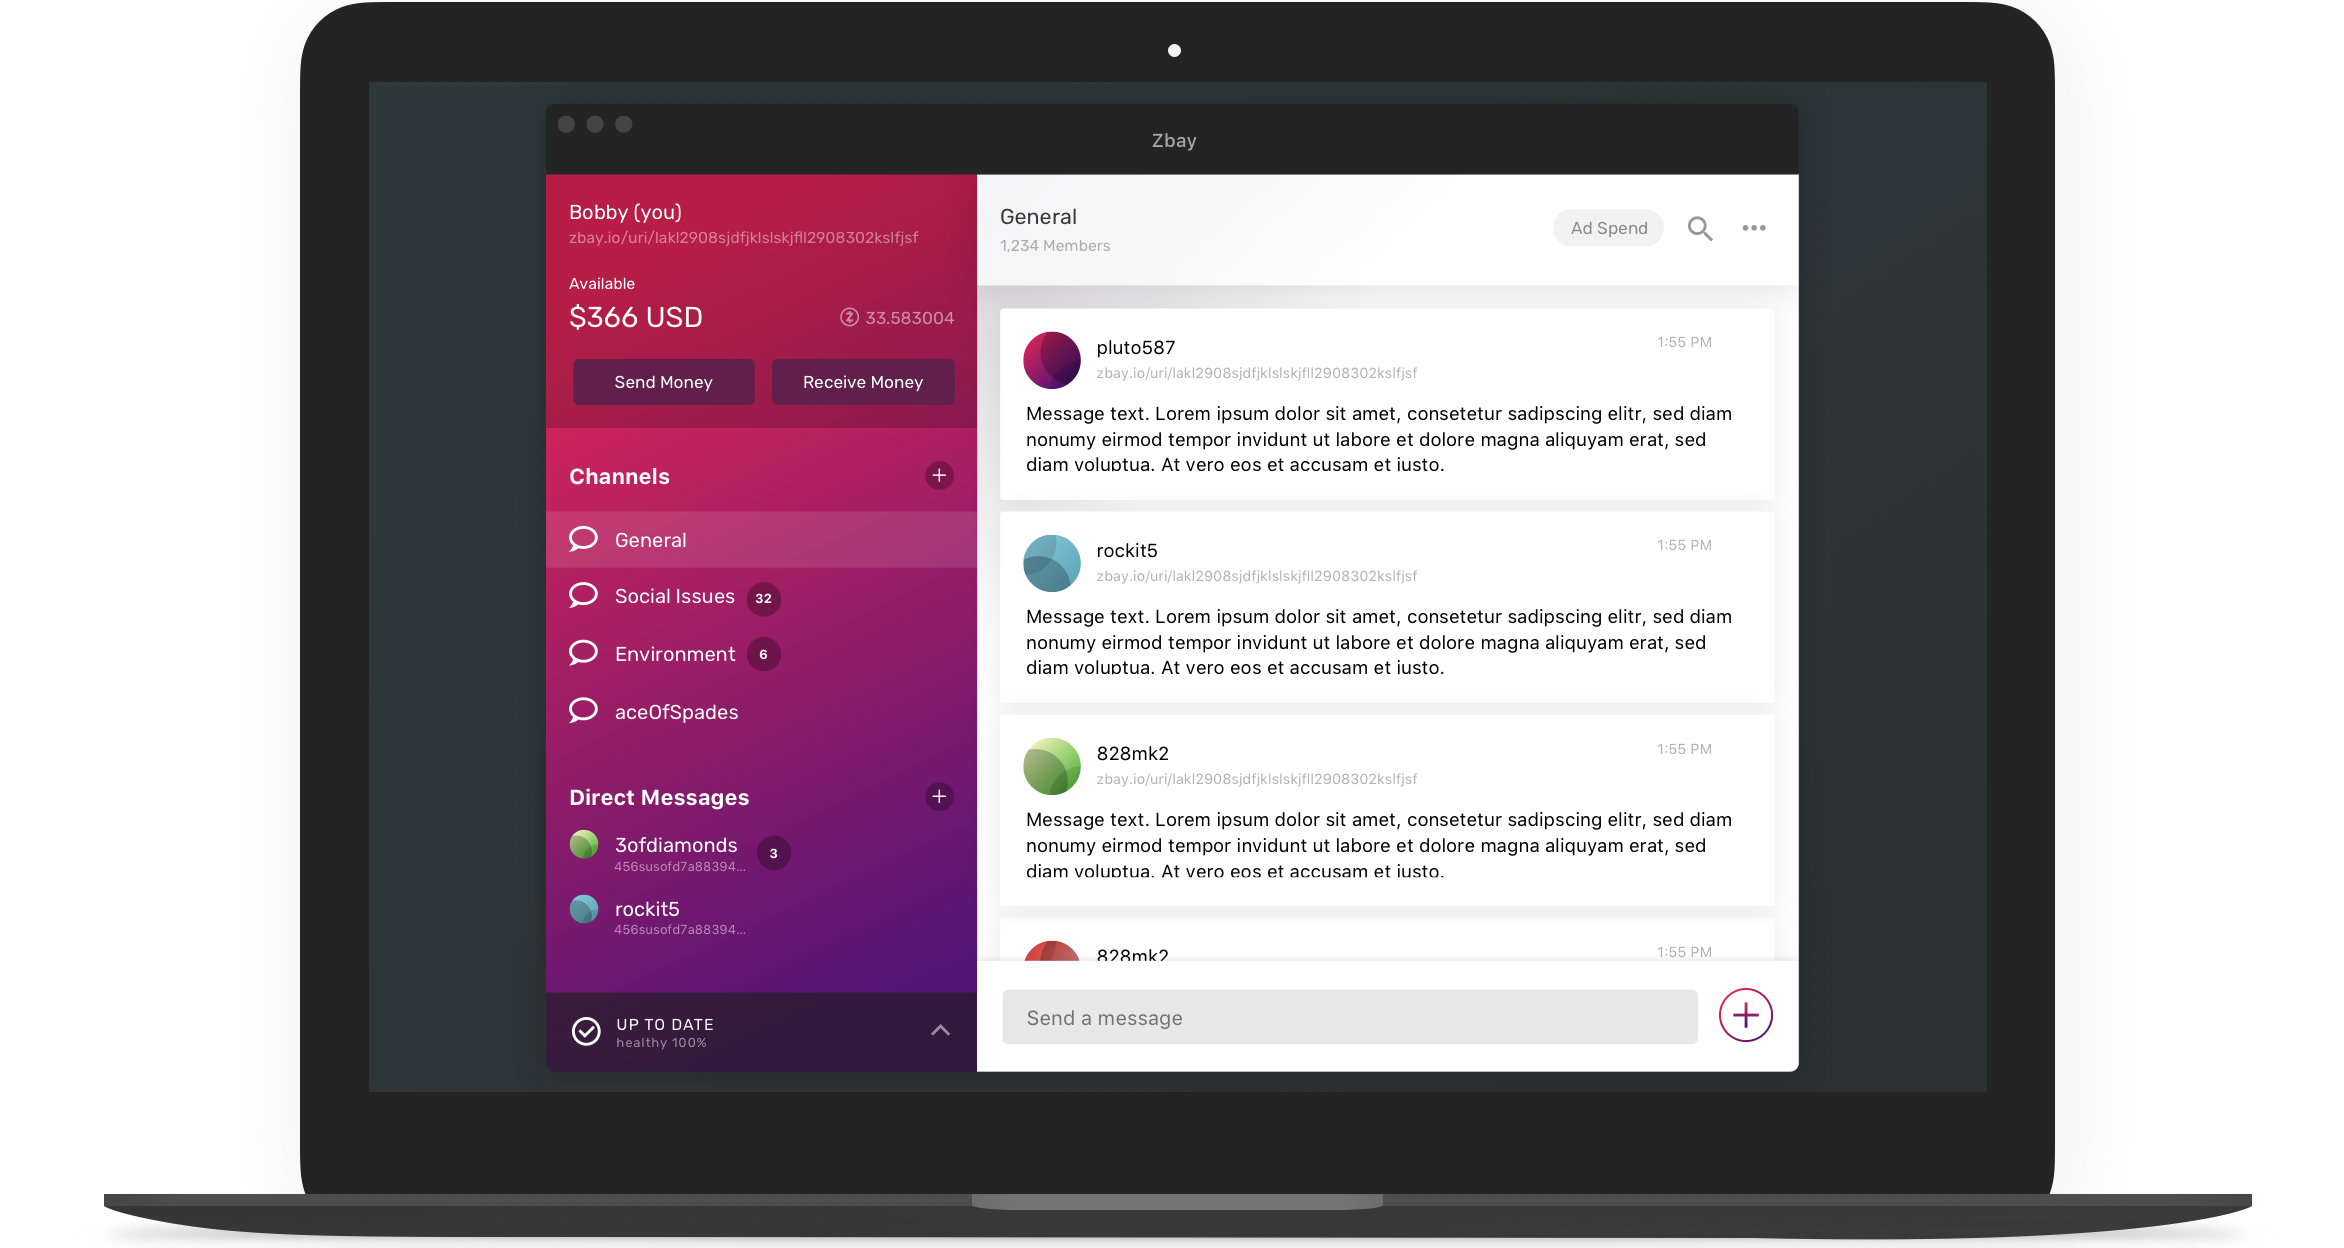 Zbay
Bobby (you)
zbay.io/uri/lakl2908sjdfjklslskjfll2908302kslfjsf
Available
$366 USD
33.583004
Send Money
Receive Money
Channels
General
Social Issues
32
Environment
6
aceOfSpades
Direct Messages
3ofdiamonds
456susofd7a88394...
3
rockit5
456susofd7a88394...
UP TO DATE
healthy 100%
General
1,234 Members
Ad Spend
pluto587
1:55 PM
zbay.io/uri/lakl2908sjdfjklslskjfll2908302kslfjsf
Message text. Lorem ipsum dolor sit amet, consetetur sadipscing elitr, sed diam
nonumy eirmod tempor invidunt ut labore et dolore magna aliquyam erat, sed
diam voluptua. At vero eos et accusam et iusto.
rockit5
1:55 PM
zbay.io/uri/lakl2908sjdfjklslskjfll2908302kslfjsf
Message text. Lorem ipsum dolor sit amet, consetetur sadipscing elitr, sed diam
nonumy eirmod tempor invidunt ut labore et dolore magna aliquyam erat, sed
diam voluptua. At vero eos et accusam et iusto.
828mk2
1:55 PM
zbay.io/uri/lakl2908sjdfjklslskjfll2908302kslfjsf
Message text. Lorem ipsum dolor sit amet, consetetur sadipscing elitr, sed diam
nonumy eirmod tempor invidunt ut labore et dolore magna aliquyam erat, sed
diam voluptua. At vero eos et accusam et iusto.
828mk2
1:55 PM
Send a message